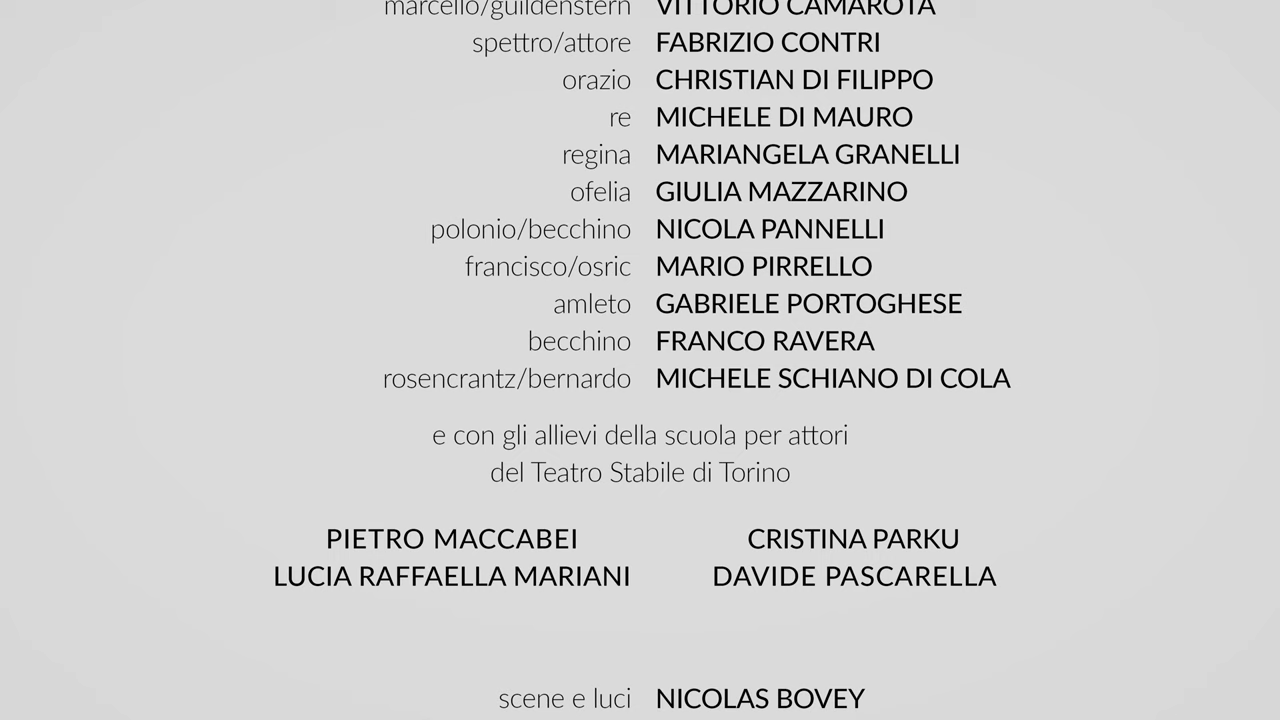 marcello/guildenstern VITTORIO CAMAROTA
spettro/attore FABRIZIO CONTRI
orazio CHRISTIAN DI FILIPPO
re MICHELE DI MAURO
regina MARIANGELA GRANELLI
ofelia GIULIA MAZZARINO
polonio/becchino NICOLA PANNELLI
francisco/osric MARIO PIRRELLO
amleto GABRIELE PORTOGHESE
becchino FRANCO RAVERA
rosencrantz/bernardo MICHELE SCHIANO DI COLA
e con gli allievi della scuola per attori
del Teatro Stabile di Torino
PIETRO MACCABEI CRISTINA PARKU
LUCIA RAFFAELLA MARIANI DAVIDE PASCARELLA
scene e luci NICOLAS BOVEY